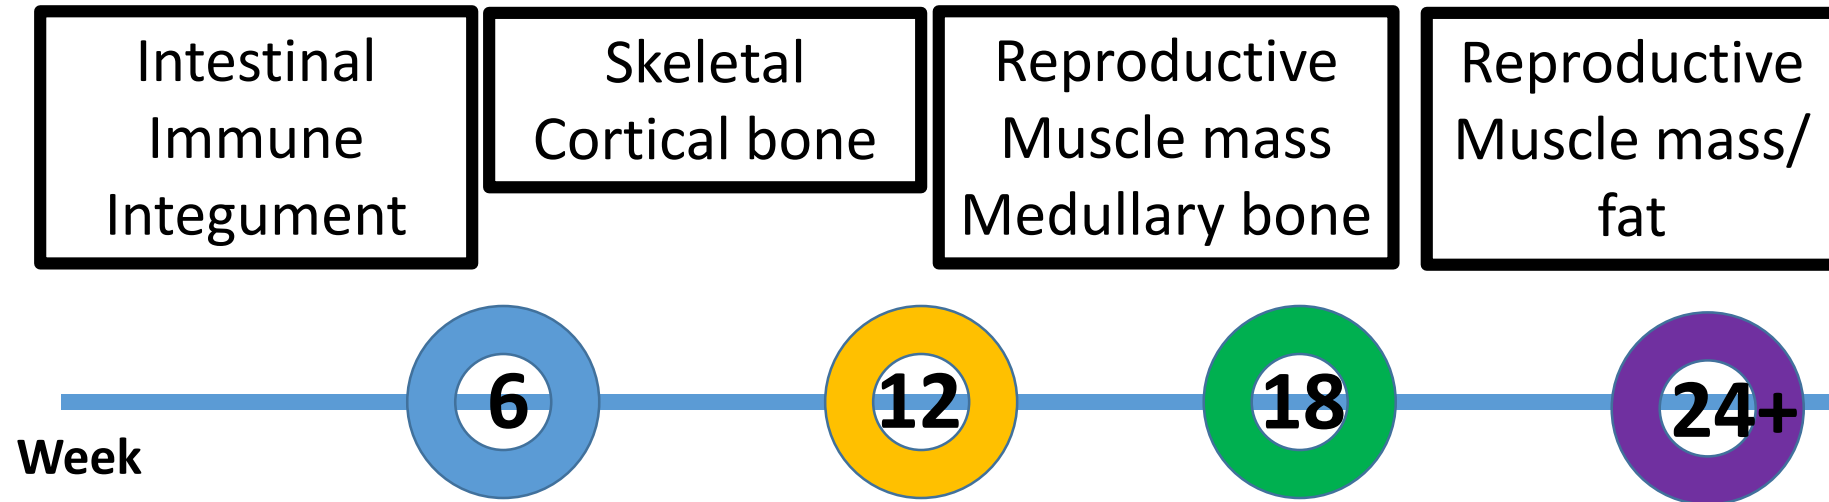 Intestinal
Immune
Integument
Skeletal
Cortical bone
Reproductive
Muscle mass
Medullary bone
Reproductive
Muscle mass/
fat
6
12
18
24+
Week